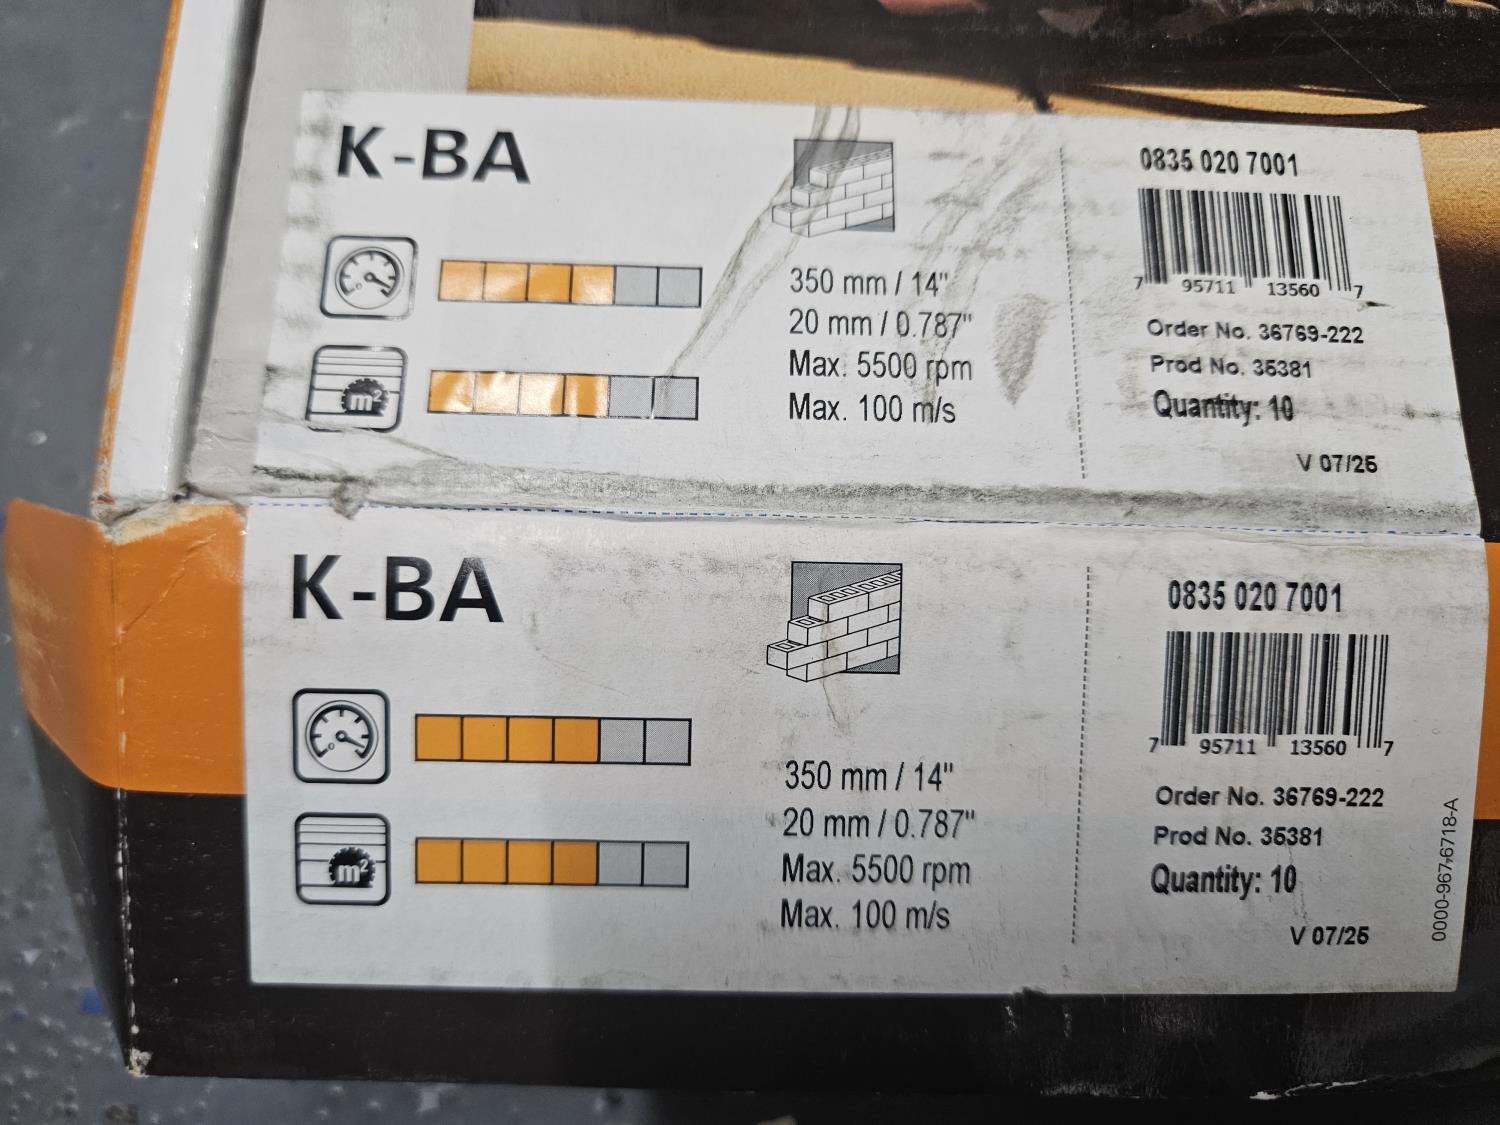 K-BA
m²
350 mm / 14"
20 mm / 0.787"
Max. 5500 rpm
Max. 100 m/s
0835 020 7001
7 95711 13560 7
Order No. 36769-222
Prod No. 35381
Quantity: 10
V 07/25
K-BA
m²
350 mm / 14"
20 mm / 0.787"
Max. 5500 rpm
Max. 100 m/s
0835 020 7001
7 95711 13560 7
Order No. 36769-222
Prod No. 35381
Quantity: 10
V 07/25
0000-967-6718-A